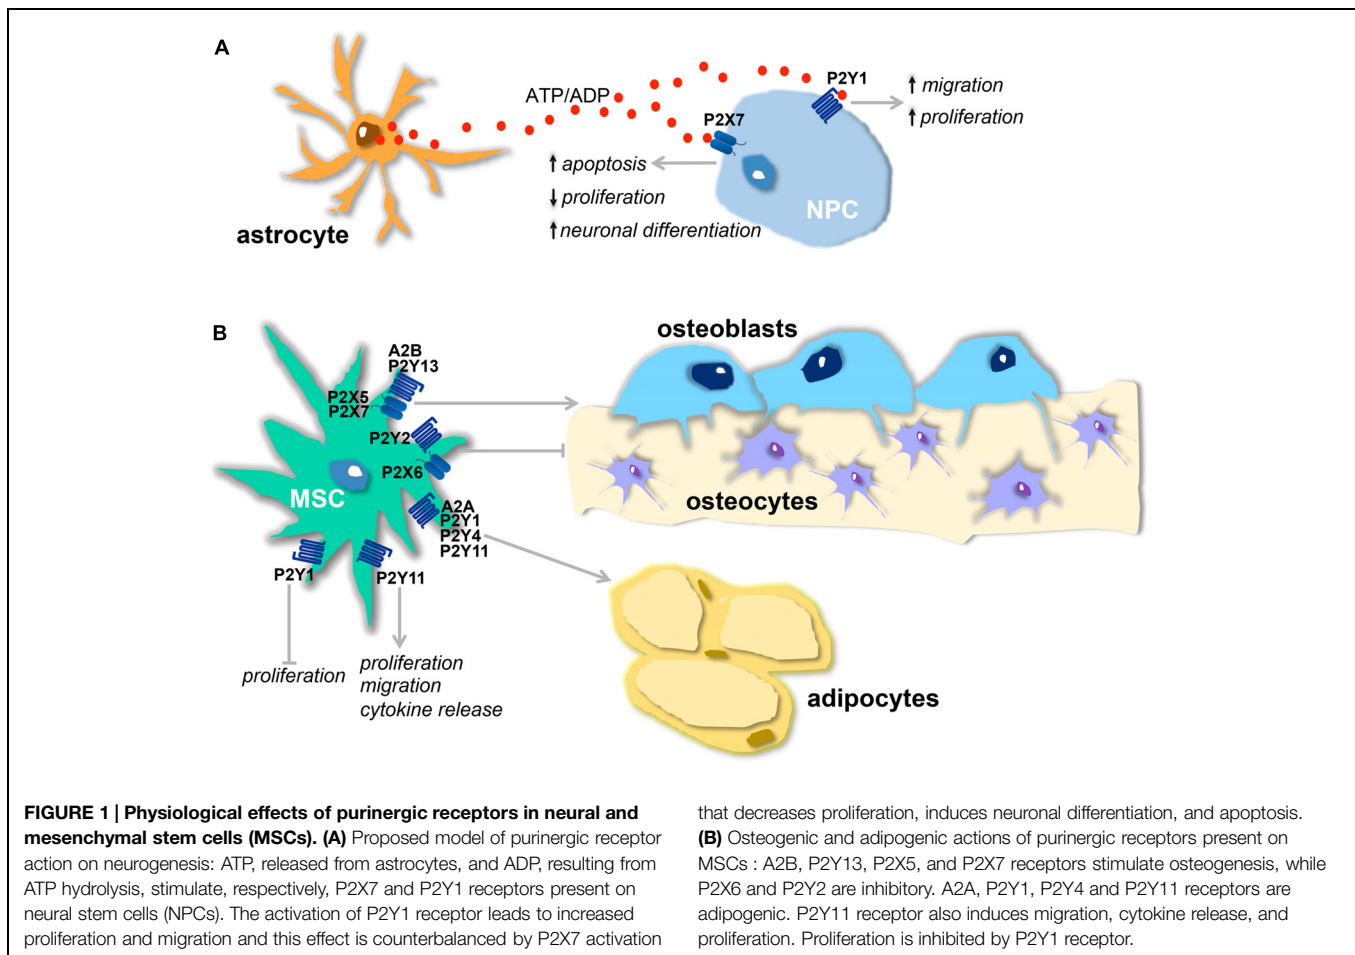 A
ATP/ADP
P2Y1
↑ migration
↑ proliferation
P2X7
↑ apoptosis
↓ proliferation
↑ neuronal differentiation
NPC
astrocyte
B
osteoblasts
A2B
P2Y13
P2X5
P2X7
P2Y2
P2X6
MSC
osteocytes
A2A
P2Y1
P2Y4
P2Y11
P2Y1
P2Y11
proliferation
proliferation
migration
cytokine release
adipocytes
FIGURE 1 | Physiological effects of purinergic receptors in neural and
mesenchymal stem cells (MSCs). (A) Proposed model of purinergic receptor
action on neurogenesis: ATP, released from astrocytes, and ADP, resulting from
ATP hydrolysis, stimulate, respectively, P2X7 and P2Y1 receptors present on
neural stem cells (NPCs). The activation of P2Y1 receptor leads to increased
proliferation and migration and this effect is counterbalanced by P2X7 activation
that decreases proliferation, induces neuronal differentiation, and apoptosis.
(B) Osteogenic and adipogenic actions of purinergic receptors present on
MSCs : A2B, P2Y13, P2X5, and P2X7 receptors stimulate osteogenesis, while
P2X6 and P2Y2 are inhibitory. A2A, P2Y1, P2Y4 and P2Y11 receptors are
adipogenic. P2Y11 receptor also induces migration, cytokine release, and
proliferation. Proliferation is inhibited by P2Y1 receptor.